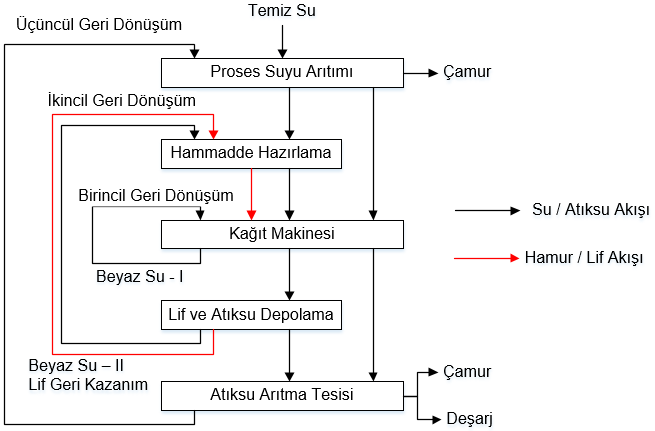 Temiz Su
Üçüncül Geri Dönüşüm
Proses Suyu Arıtımı
Çamur
İkincil Geri Dönüşüm
Hammadde Hazırlama
Birincil Geri Dönüşüm
Su / Atıksu Akışı
Kağıt Makinesi
Hamur / Lif Akışı
Beyaz Su - I
Lif ve Atıksu Depolama
Beyaz Su – II
Lif Geri Kazanım
Çamur
Atıksu Arıtma Tesisi
Deşarj